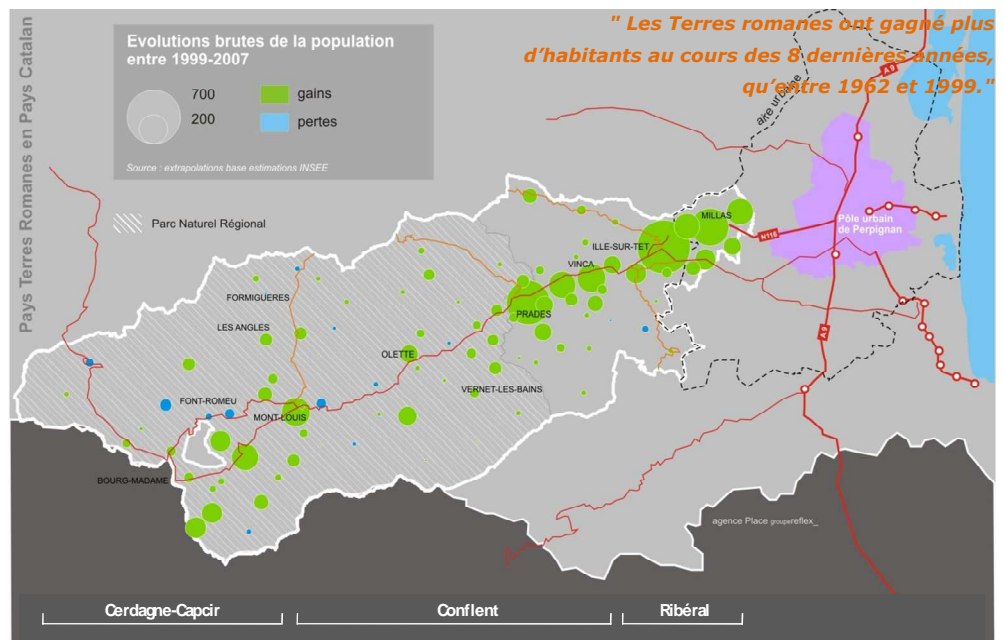 " Les Terres romanes ont gagné plus
d'habitants au cours des 8 dernières années,
qu'entre 1962 et 1999."
Pays Terres Romanes en Pays Catalan
Evolutions brutes de la population
entre 1999-2007
700
200
gains
pertes
Source : extrapolations base estimations INSEE
Parc Naturel Régional
aire urbaine
A 9
MILLAS
Pôle urbain
de Perpignan
N116
ILLE-SUR-TET
VINCA
FORMIGUERES
PRADES
LES ANGLES
A 9
OLETTE
VERNET-LES-BAINS
FONT-ROMEU
MONT-LOUIS
BOURG-MADAME
agence Place groupereflex_
Cerdagne-Capcir
Conflent
Ribéral